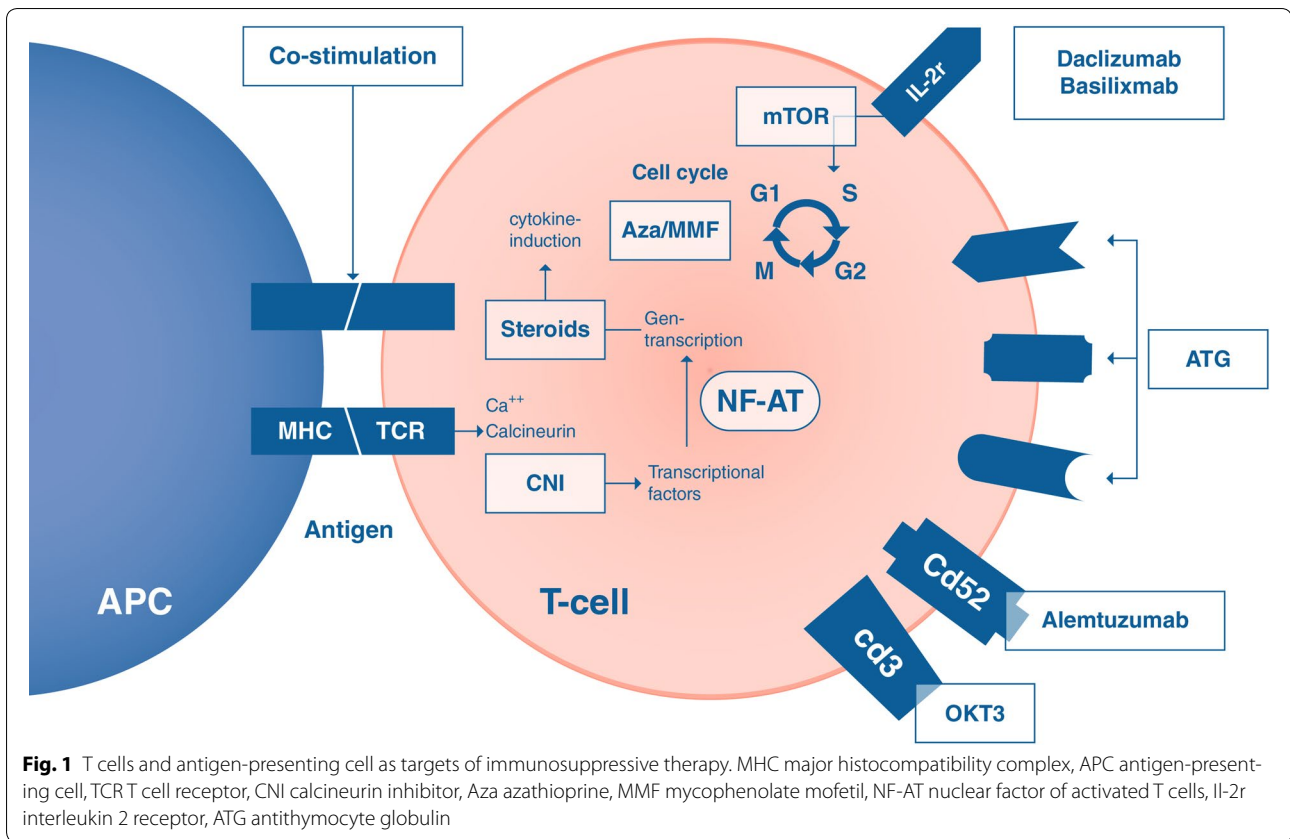 Co-stimulation
IL-2r
Daclizumab
Basilixmab
mTOR
Cell cycle
G1
S
M
G2
Aza/MMF
cytokine-
induction
Steroids
Gen-
transcription
NF-AT
ATG
MHC
TCR
Ca++
Calcineurin
CNI
Transcriptional
factors
Antigen
APC
T-cell
Cd52
Alemtuzumab
cd3
OKT3
Fig. 1 T cells and antigen-presenting cell as targets of immunosuppressive therapy. MHC major histocompatibility complex, APC antigen-present-
ing cell, TCR T cell receptor, CNI calcineurin inhibitor, Aza azathioprine, MMF mycophenolate mofetil, NF-AT nuclear factor of activated T cells, Il-2r
interleukin 2 receptor, ATG antithymocyte globulin